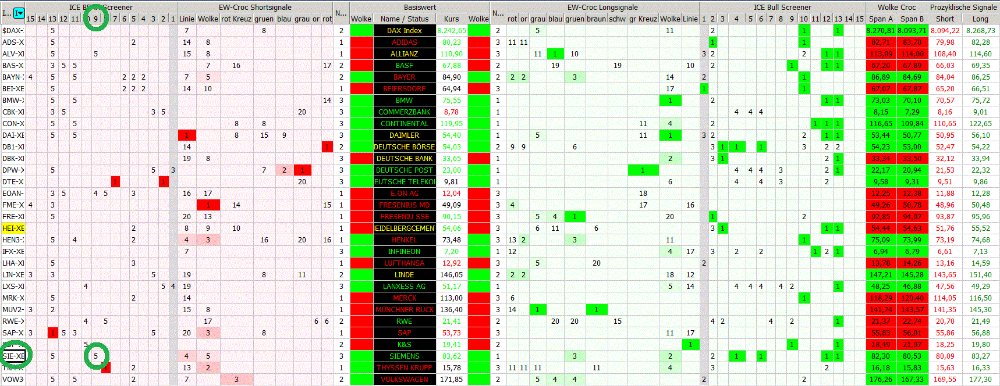 ICE BEAR Screener EW-Croc Shortsignale N... Basiswert N... EW-Croc Longsignale ICE Bull Screener Wolke Croc Prozyklische Signale
I... I 15 14 13 12 11 10 9 8 7 6 5 4 3 2 1 Linie Wolke rot Kreuz gruen blau grau or rot Wolke Name / Status Kurs Wolke rot or grau blau gruen braun schw gr Kreuz Wolke Linie 1 2 3 4 5 6 7 8 9 10 11 12 13 14 15 Span A Span B Short Long
$DAX- 5 7 8 2 DAX Index 8.242,65 2 5 11 1 1 8.270,81 8.093,71 8.094,22 8.268,73
ADS-X 5 2 14 8 1 ADIDAS 80,23 3 11 11 1 1 82,71 83,70 79,98 82,28
ALV-XI 5 5 15 8 1 ALLIANZ 110,90 3 11 1 10 3 2 2 1 1 113,09 114,00 108,40 114,60
BAS-X 3 5 5 7 16 17 2 BASF 67,88 2 19 19 10 2 1 1 1 67,20 67,89 66,03 69,35
BAYN- 4 5 5 2 2 2 7 5 2 BAYER 84,90 2 2 2 3 14 2 1 86,89 84,69 84,04 86,25
BEI-XE 5 2 2 2 14 10 1 BEIERSDORF 64,94 3 17 1 1 67,07 67,87 65,20 66,51
BMW-X 5 5 14 3 BMW 75,55 1 1 2 1 1 73,03 70,10 70,57 75,72
CBK-XI 3 5 3 5 20 3 COMMERZBANK 8,78 1 4 4 4 8,15 7,29 8,16 9,01
CON-X 5 5 8 8 3 CONTINENTAL 119,95 1 11 4 2 1 1 1 116,65 109,84 110,65 122,65
DAI-XE 5 5 1 8 15 9 3 DAIMLER 54,40 1 5 11 1 3 2 2 1 1 53,44 50,77 50,95 56,10
DB1-XI 14 1 2 DEUTSCHE BÖRSE 54,03 2 9 9 6 3 1 1 1 3 2 2 54,23 53,00 52,47 54,22
DBK-XI 19 8 3 DEUTSCHE BANK 33,65 1 2 3 1 1 33,34 33,50 32,12 33,94
DPW-X 5 3 3 7 2 1 3 DEUTSCHE POST 23,00 1 1 4 4 4 3 2 1 22,17 20,94 21,53 22,32
DTE-X 1 1 20 3 EUTSCHE TELEKOI 9,81 1 6 4 4 4 3 2 9,58 9,31 9,51 9,86
EOAN- 3 5 4 5 3 16 17 1 E.ON AG 12,04 3 18 12,25 12,38 11,88 12,28
FME-X 4 3 1 14 15 1 FRESENIUS MD 49,09 3 4 17 16 49,26 50,78 48,96 50,48
FRE-XI 5 20 13 1 FRESENIU SSE 90,15 3 5 4 1 20 1 2 92,85 94,97 93,87 95,96
HEI-XE 2 8 9 10 1 EIDELBERGCEMEN 54,06 3 6 11 6 3 1 1 1 54,44 54,63 51,76 55,52
HEN3- 5 4 2 4 3 16 20 16 1 HENKEL 73,48 3 13 2 3 11 1 75,09 73,99 73,19 74,68
IFX-XE 7 3 INFINEON 7,20 1 12 4 17 3 2 2 1 2 1 6,94 6,79 6,61 7,13
LHA-XI 5 3 1 LUFTHANSA 12,92 3 5 20 2 13,78 14,26 13,16 14,59
LIN-XE 3 3 3 19 8 11 2 LINDE 146,05 2 2 2 18 12 147,21 145,28 143,65 151,40
LXS-XI 4 5 4 19 3 LANXESS AG 51,17 1 5 14 4 4 4 4 2 1 48,25 46,88 47,56 49,29
MRK-X 5 2 14 1 MERCK 113,00 3 6 1 118,29 120,40 114,05 116,50
MUV2- 3 2 15 8 1 MÜNCHNER RÜCK 136,40 3 14 1 1 141,74 143,57 141,35 145,30
RWE-X 4 5 17 6 6 2 RWE 21,41 2 20 20 15 4 2 4 2 1 21,37 22,74 20,70 21,49
SAP-X 3 1 5 3 5 20 3 8 1 SAP 53,73 3 11 17 55,83 56,01 55,86 56,88
5 2 K&S 19,41 2 1 1 1 18,49 21,97 18,25 19,80
SIE-XE 5 4 5 4 5 3 SIEMENS 83,62 1 3 2 2 1 1 1 1 82,30 80,53 80,09 83,27
1 2 13 2 1 THYSSEN KRUPP 15,78 3 11 11 11 11 4 3 2 16,18 15,83 15,63 16,33
VOW3 5 5 2 7 3 1 VOLKSWAGEN 171,85 3 5 4 4 2 2 176,26 167,33 169,55 177,30